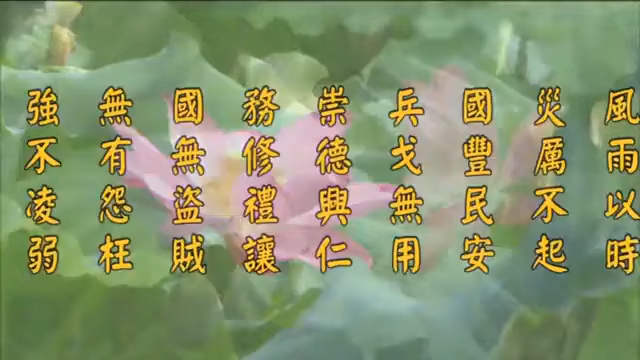 風雨以時
災厲不起
國豐民安
兵戈無用
崇德興仁
務修禮讓
國無盜賊
無有怨枉
強不凌弱